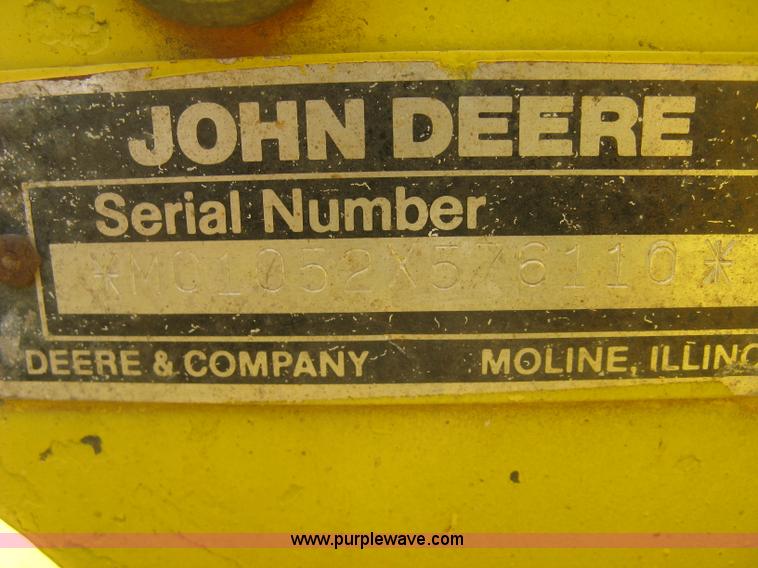 JOHN DEERE
Serial Number
*M01052X576110*
DEERE & COMPANY MOLINE, ILLINO
www.purplewave.com